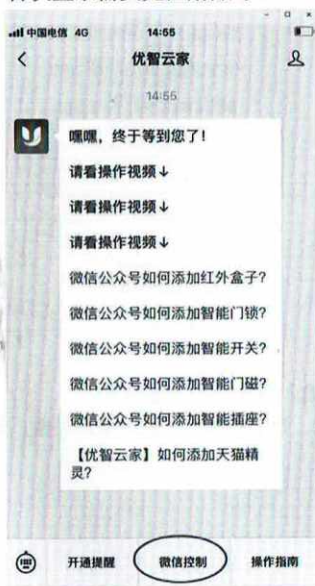 中国电信 4G 14:55
优智云家
14:55
嘿嘿，终于等到您了！
请看操作视频↓
请看操作视频↓
请看操作视频↓
微信公众号如何添加红外盒子?
微信公众号如何添加智能门锁?
微信公众号如何添加智能开关?
微信公众号如何添加智能门磁?
微信公众号如何添加智能插座?
【优智云家】如何添加天猫精
灵?
开通提醒 微信控制 操作指南